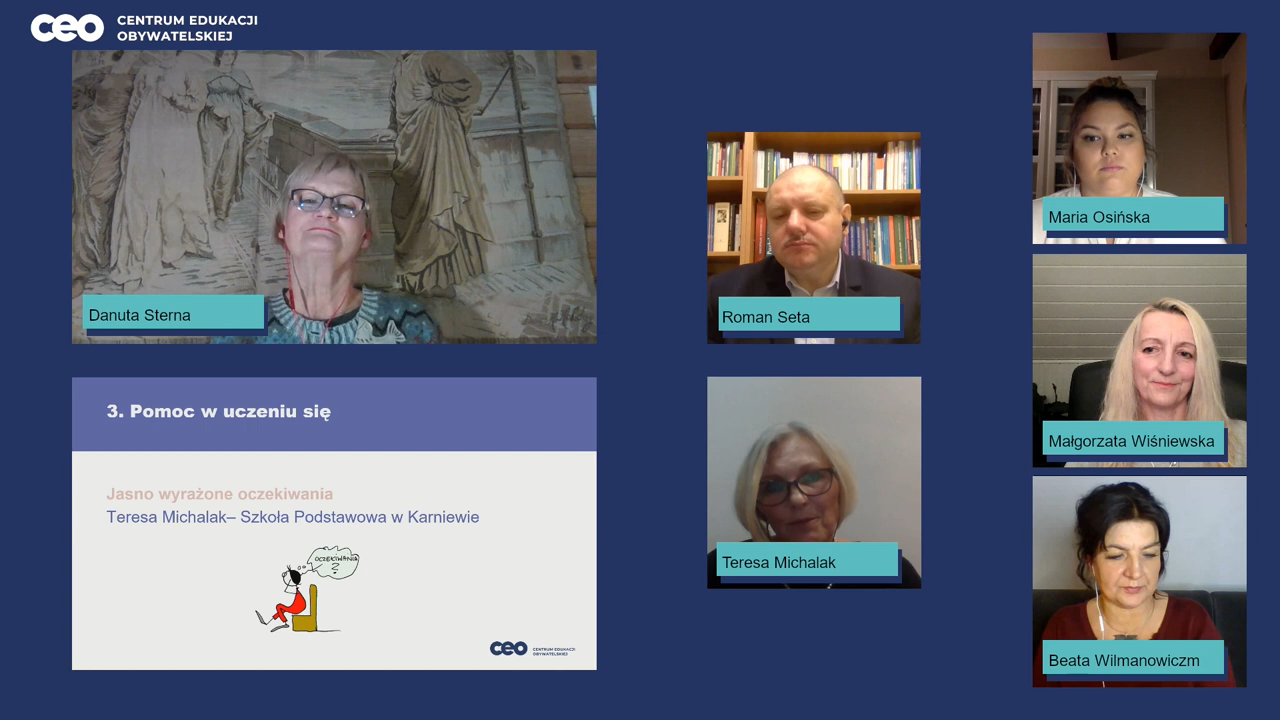 ceo CENTRUM EDUKACJI
OBYWATELSKIEJ
Danuta Sterna
Roman Seta
Maria Osińska
Małgorzata Wiśniewska
3. Pomoc w uczeniu się
Jasno wyrażone oczekiwania
Teresa Michalak– Szkoła Podstawowa w Karniewie
OCZEKIWANIA
?
ceo CENTRUM EDUKACJI
OBYWATELSKIEJ
Teresa Michalak
Beata Wilmanowiczm